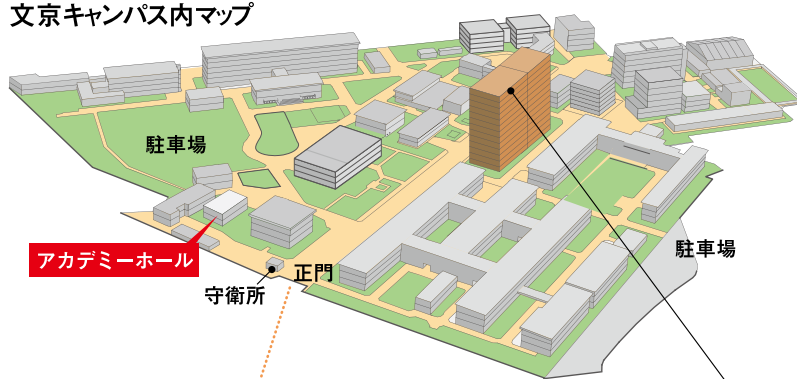 文京キャンパス内マップ
駐車場
アカデミーホール
守衛所
正門
駐車場